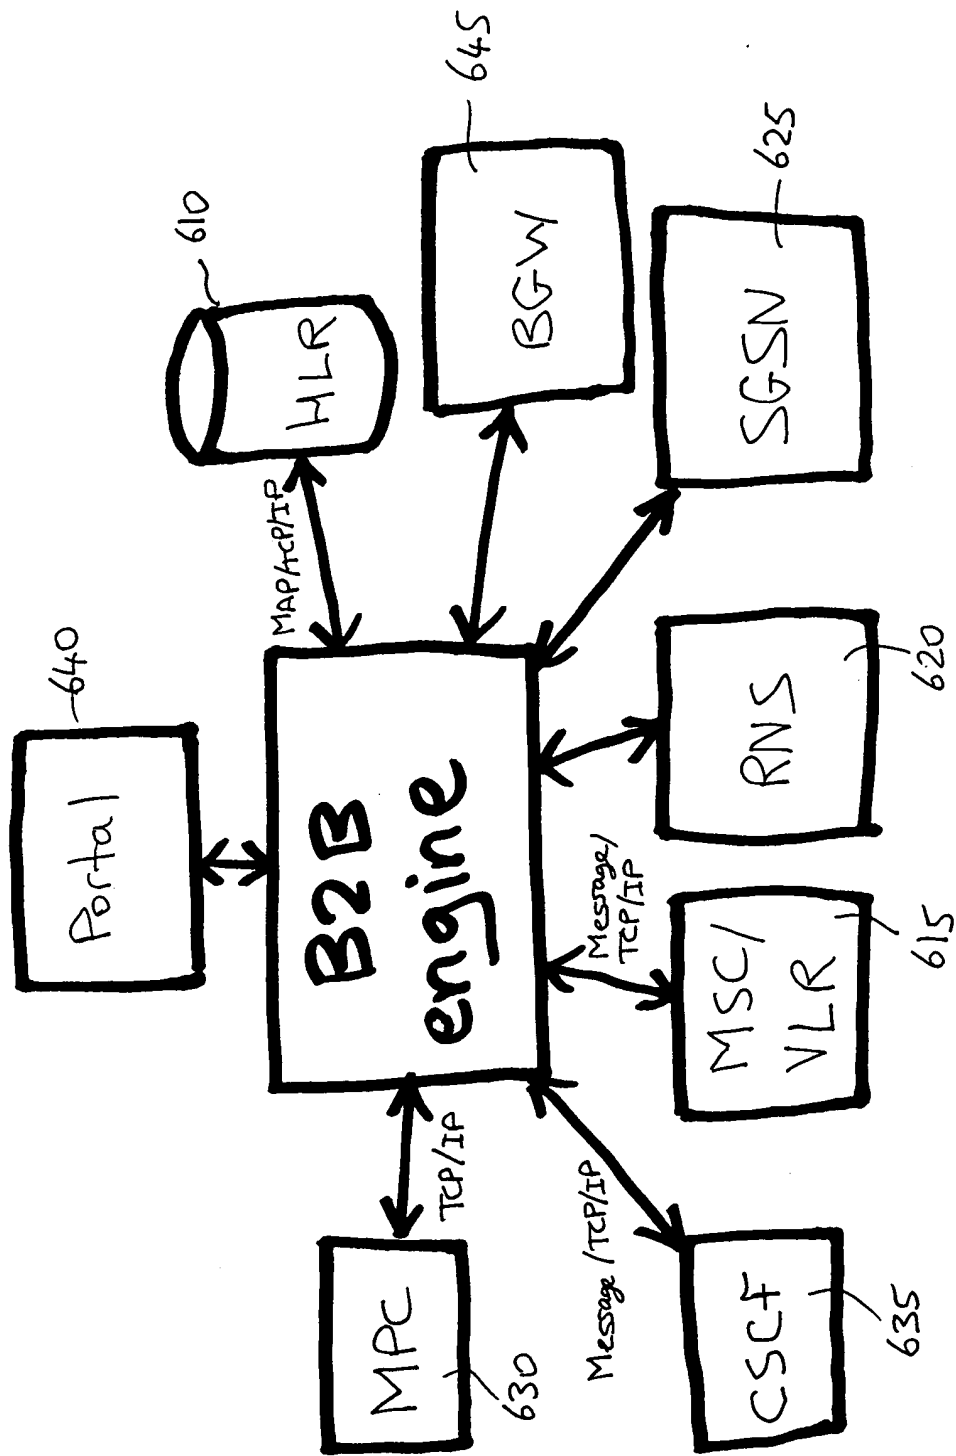 640
Portal
610
HLR
MAP/TCP/IP
645
BGW
B2B
engine
MPC
630
TCP/IP
Message/TCP/IP
Message/
TCP/IP
CSCF
635
MSC/
VLR
615
RNS
620
SGSN
625